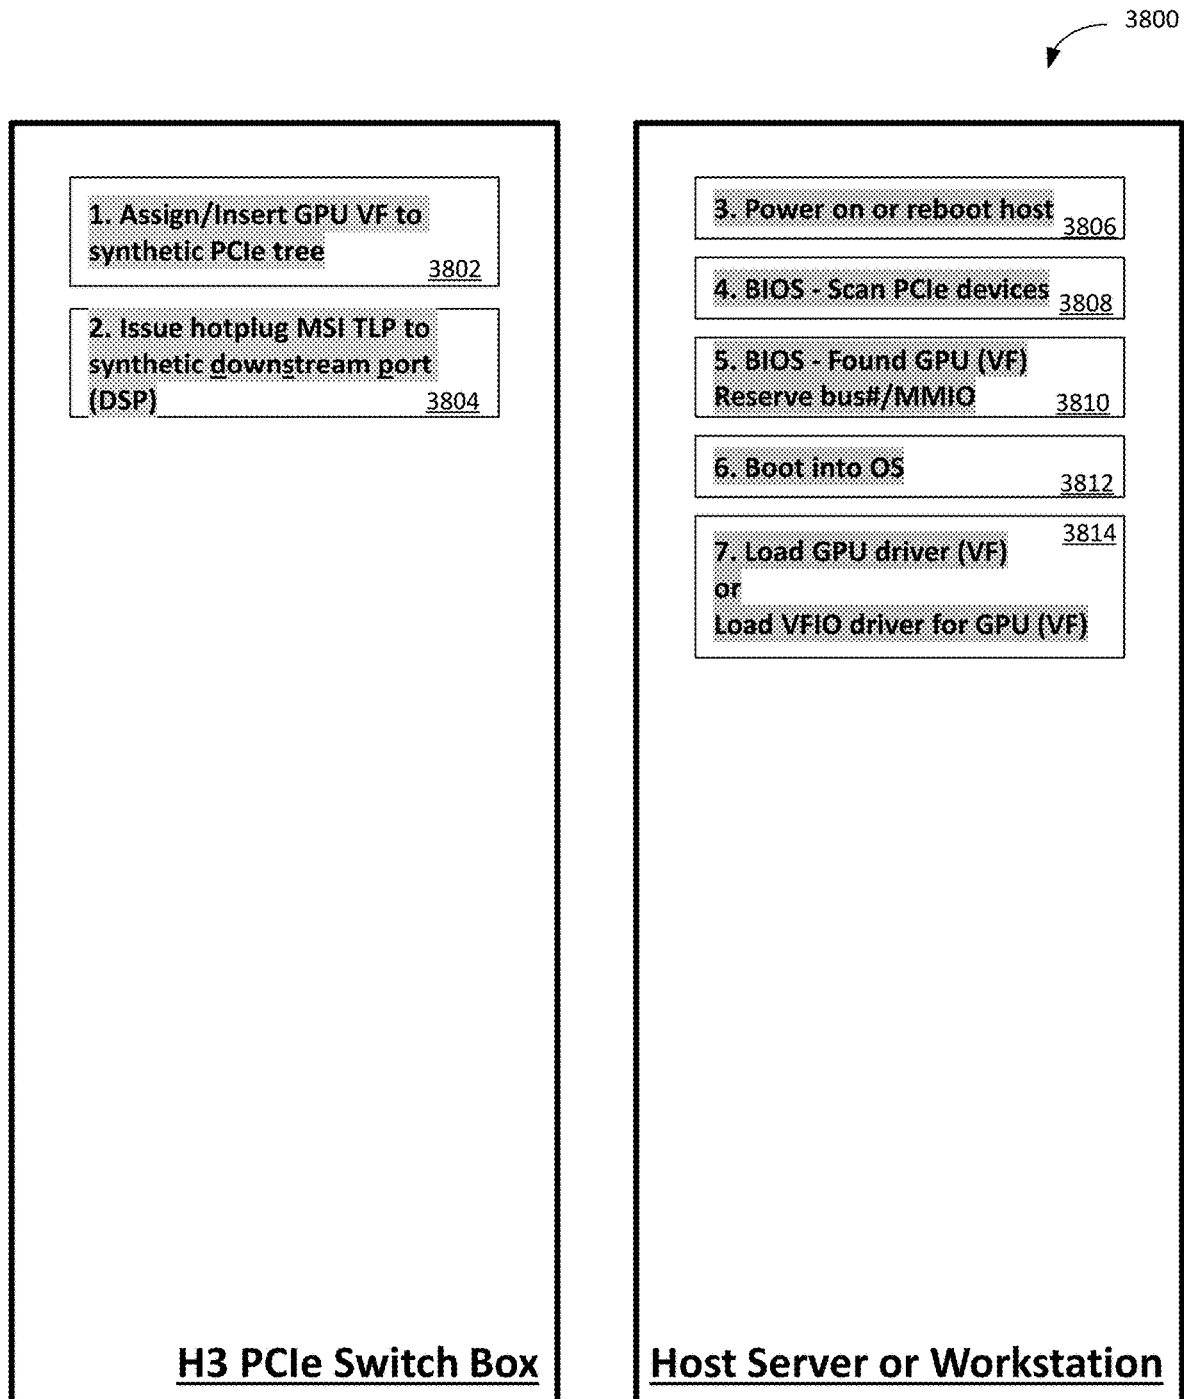 3800
1. Assign/Insert GPU VF to
synthetic PCIe tree
3802
2. Issue hotplug MSI TLP to
synthetic downstream port
(DSP)
3804
H3 PCIe Switch Box
3. Power on or reboot host
3806
4. BIOS - Scan PCIe devices
3808
5. BIOS - Found GPU (VF)
Reserve bus#/MMIO
3810
6. Boot into OS
3812
3814
7. Load GPU driver (VF)
or
Load VFIO driver for GPU (VF)
Host Server or Workstation